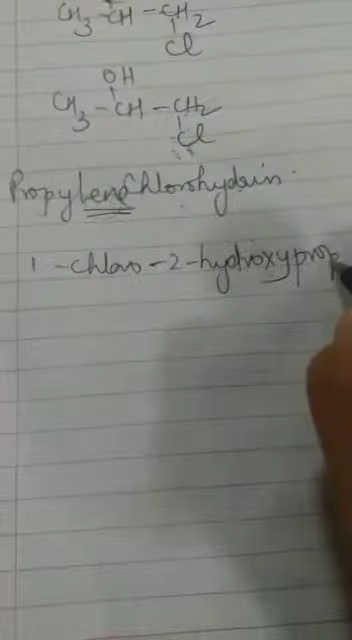 CH3-CH-CH2
Cl
OH
CH3-CH-CH2
Cl
Propylene Chlorohydrin.
1-chloro-2-hydroxyprop